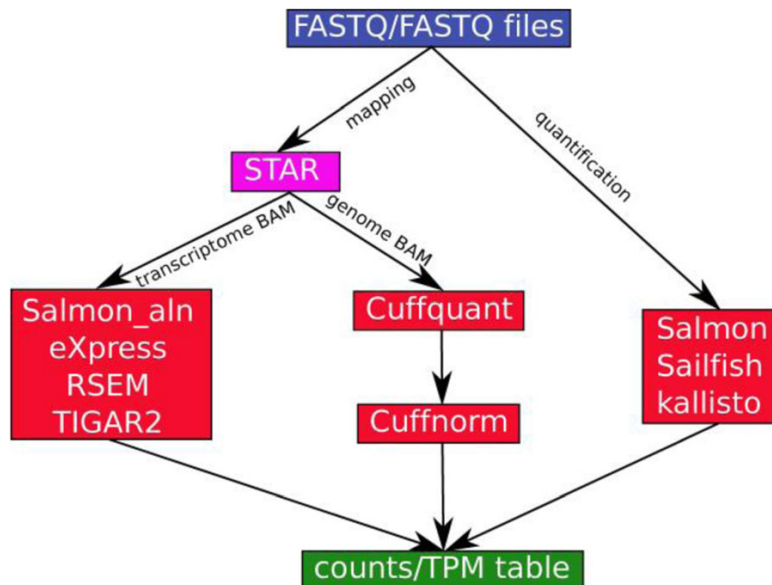 FASTQ/FASTQ files
mapping
quantification
STAR
transcriptome BAM
genome BAM
Salmon_aln
eXpress
RSEM
TIGAR2
Cuffquant
Cuffnorm
Salmon
Sailfish
kallisto
counts/TPM table